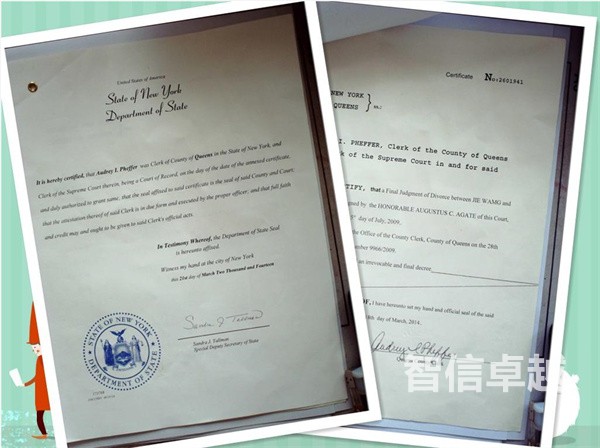 United States of America
State of New York
Department of State
It is hereby certified, that Audrey I. Pheffer was Clerk of County of Queens in the State of New York, and
Clerk of the Supreme Court therein, being a Court of Record, on the day of the date of the annexed certificate.
and duly authorized to grant same; that the seal affixed to said certificate is the seal of said County and Court;
that the attestation thereof of said Clerk is in due form and executed by the proper officer; and that full faith
and credit may and ought to be given to said Clerk's official acts.
In Testimony Whereof, the Department of State Seal
is hereunto affixed.
Witness my hand at the city of New York
this 21st day of March Two Thousand and Fourteen
Sandra J. Tallman
Sandra J. Tallman
Special Deputy Secretary of State
STATE OF NEW YORK
DEPARTMENT OF STATE
Certificate No:2601941
NEW YORK
QUEENS } ss.:
I. PHEFFER, Clerk of the County of Queens
k of the Supreme Court in and for said
TIFY, that a Final Judgment of Divorce between JIE WAMG and
gned by the HONORABLE AUGUSTUS C. AGATE of this Court,
day of July, 2009
the Office of the County Clerk, County of Queens on the 28th
mber 9966/2009.
an irrevocable and final decree
OF, I have hereunto set my hand and official seal of the said
8th day of March, 2014.
Audrey I Pheffer
智信卓越